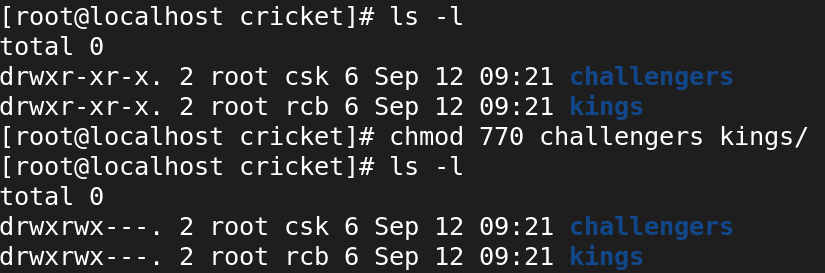 [root@localhost cricket]# ls -l
total 0
drwxr-xr-x. 2 root csk 6 Sep 12 09:21 challengers
drwxr-xr-x. 2 root rcb 6 Sep 12 09:21 kings
[root@localhost cricket]# chmod 770 challengers kings/
[root@localhost cricket]# ls -l
total 0
drwxrwx---. 2 root csk 6 Sep 12 09:21 challengers
drwxrwx---. 2 root rcb 6 Sep 12 09:21 kings